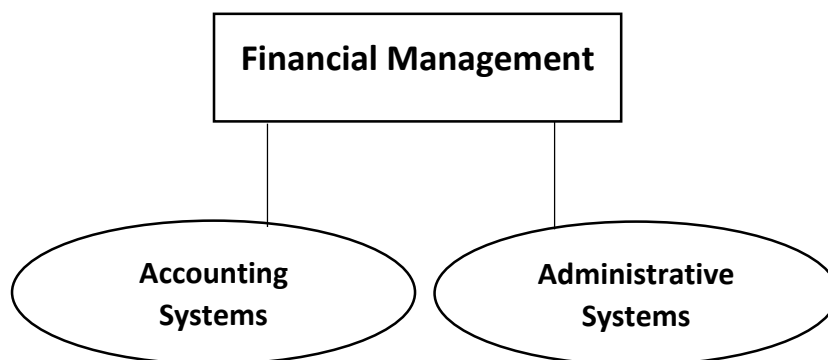 Financial Management
Accounting
Systems
Administrative
Systems